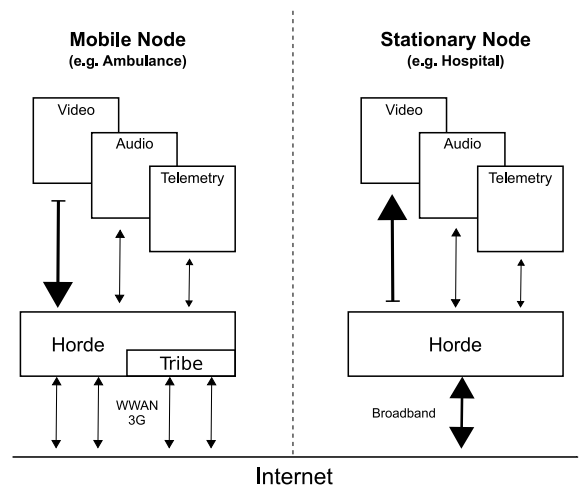 Mobile Node
(e.g. Ambulance)
Video
Audio
Telemetry
Horde
Tribe
WWAN
3G
Stationary Node
(e.g. Hospital)
Video
Audio
Telemetry
Horde
Broadband
Internet